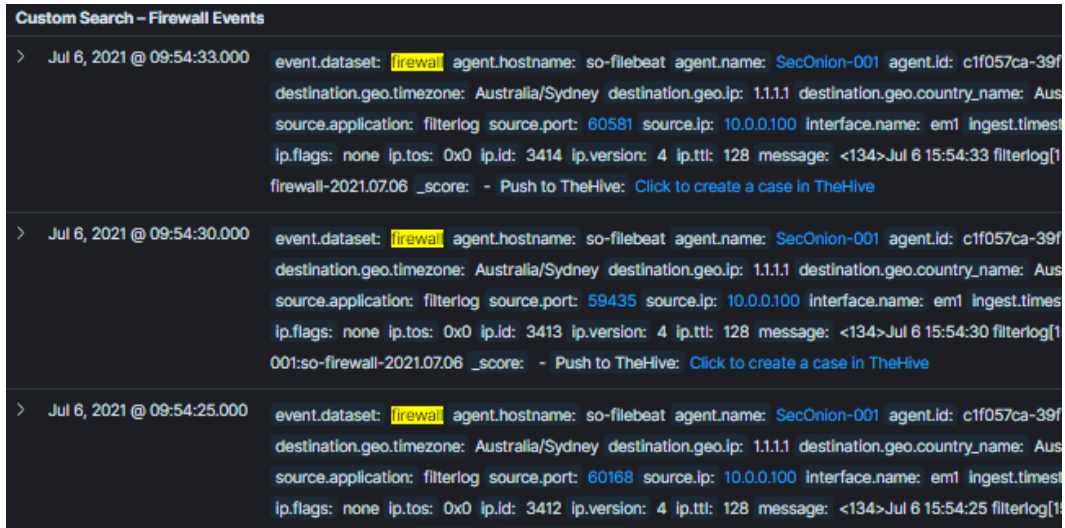 Custom Search – Firewall Events
> Jul 6, 2021 @ 09:54:33.000 event.dataset: firewall agent.hostname: so-filebeat agent.name: SecOnion-001 agent.id: c1f057ca-39f
destination.geo.timezone: Australia/Sydney destination.geo.ip: 1.1.1.1 destination.geo.country_name: Aus
source.application: filterlog source.port: 60581 source.ip: 10.0.0.100 interface.name: em1 ingest.timest
ip.flags: none ip.tos: 0x0 ip.id: 3414 ip.version: 4 ip.ttl: 128 message: <134>Jul 6 15:54:33 filterlog[1
firewall-2021.07.06 _score: - Push to TheHive: Click to create a case in TheHive
> Jul 6, 2021 @ 09:54:30.000 event.dataset: firewall agent.hostname: so-filebeat agent.name: SecOnion-001 agent.id: c1f057ca-39f
destination.geo.timezone: Australia/Sydney destination.geo.ip: 1.1.1.1 destination.geo.country_name: Aus
source.application: filterlog source.port: 59435 source.ip: 10.0.0.100 interface.name: em1 ingest.times
ip.flags: none ip.tos: 0x0 ip.id: 3413 ip.version: 4 ip.ttl: 128 message: <134>Jul 6 15:54:30 filterlog[1
001:so-firewall-2021.07.06 _score: - Push to TheHive: Click to create a case in TheHive
> Jul 6, 2021 @ 09:54:25.000 event.dataset: firewall agent.hostname: so-filebeat agent.name: SecOnion-001 agent.id: c1f057ca-39f
destination.geo.timezone: Australia/Sydney destination.geo.ip: 1.1.1.1 destination.geo.country_name: Aus
source.application: filterlog source.port: 60168 source.ip: 10.0.0.100 interface.name: em1 ingest.timest
ip.flags: none ip.tos: 0x0 ip.id: 3412 ip.version: 4 ip.ttl: 128 message: <134>Jul 6 15:54:25 filterlog[1